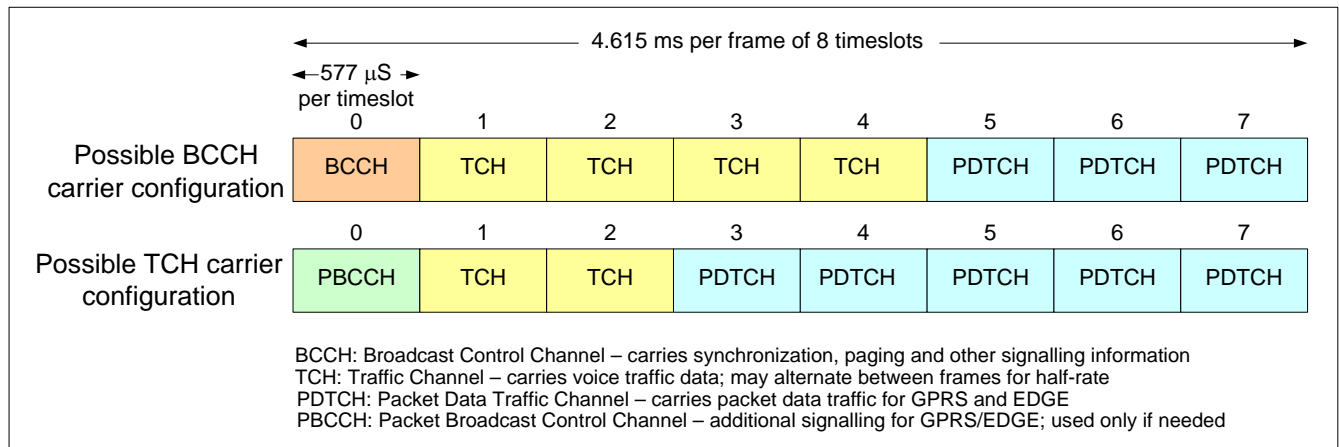 4.615 ms per frame of 8 timeslots
577 μS
per timeslot
0 1 2 3 4 5 6 7
Possible BCCH
carrier configuration
BCCH TCH TCH TCH TCH PDTCH PDTCH PDTCH
0 1 2 3 4 5 6 7
Possible TCH carrier
configuration
PBCCH TCH TCH PDTCH PDTCH PDTCH PDTCH PDTCH
BCCH: Broadcast Control Channel – carries synchronization, paging and other signalling information
TCH: Traffic Channel – carries voice traffic data; may alternate between frames for half-rate
PDTCH: Packet Data Traffic Channel – carries packet data traffic for GPRS and EDGE
PBCCH: Packet Broadcast Control Channel – additional signalling for GPRS/EDGE; used only if needed